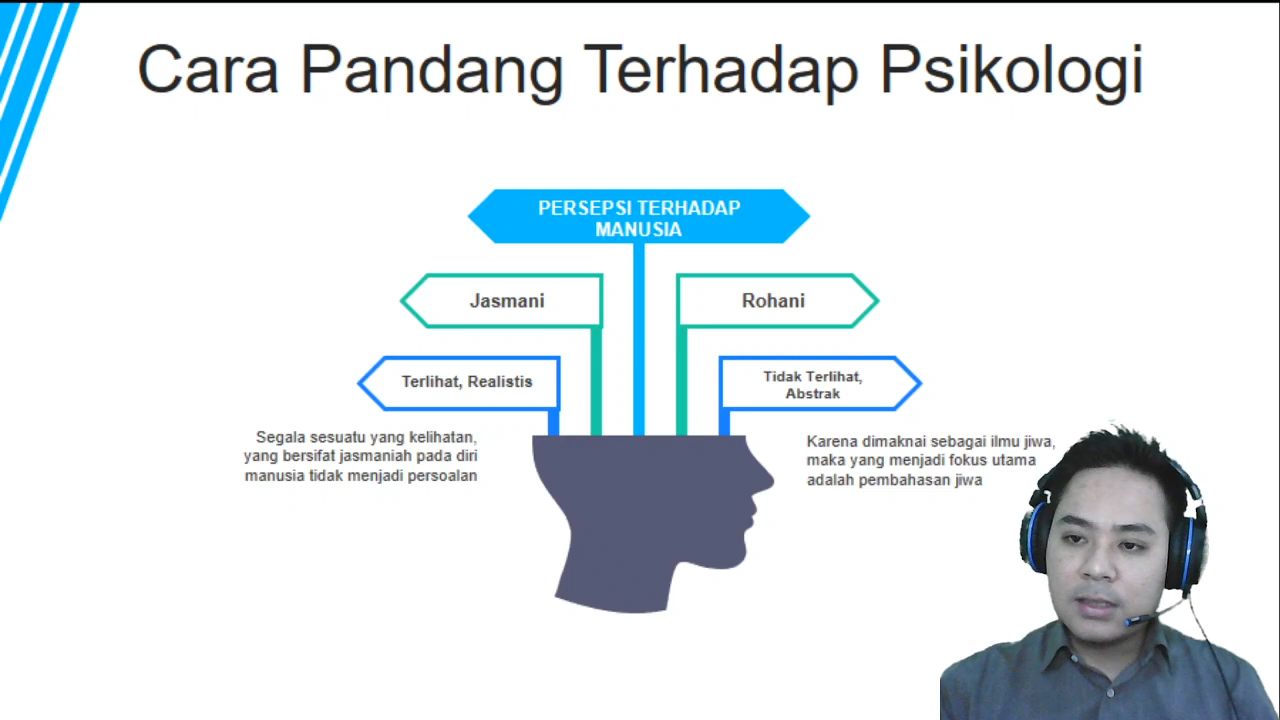 Cara Pandang Terhadap Psikologi
PERSEPSI TERHADAP
MANUSIA
Jasmani
Rohani
Terlihat, Realistis
Tidak Terlihat,
Abstrak
Segala sesuatu yang kelihatan,
yang bersifat jasmaniah pada diri
manusia tidak menjadi persoalan
Karena dimaknai sebagai ilmu jiwa,
maka yang menjadi fokus utama
adalah pembahasan jiwa